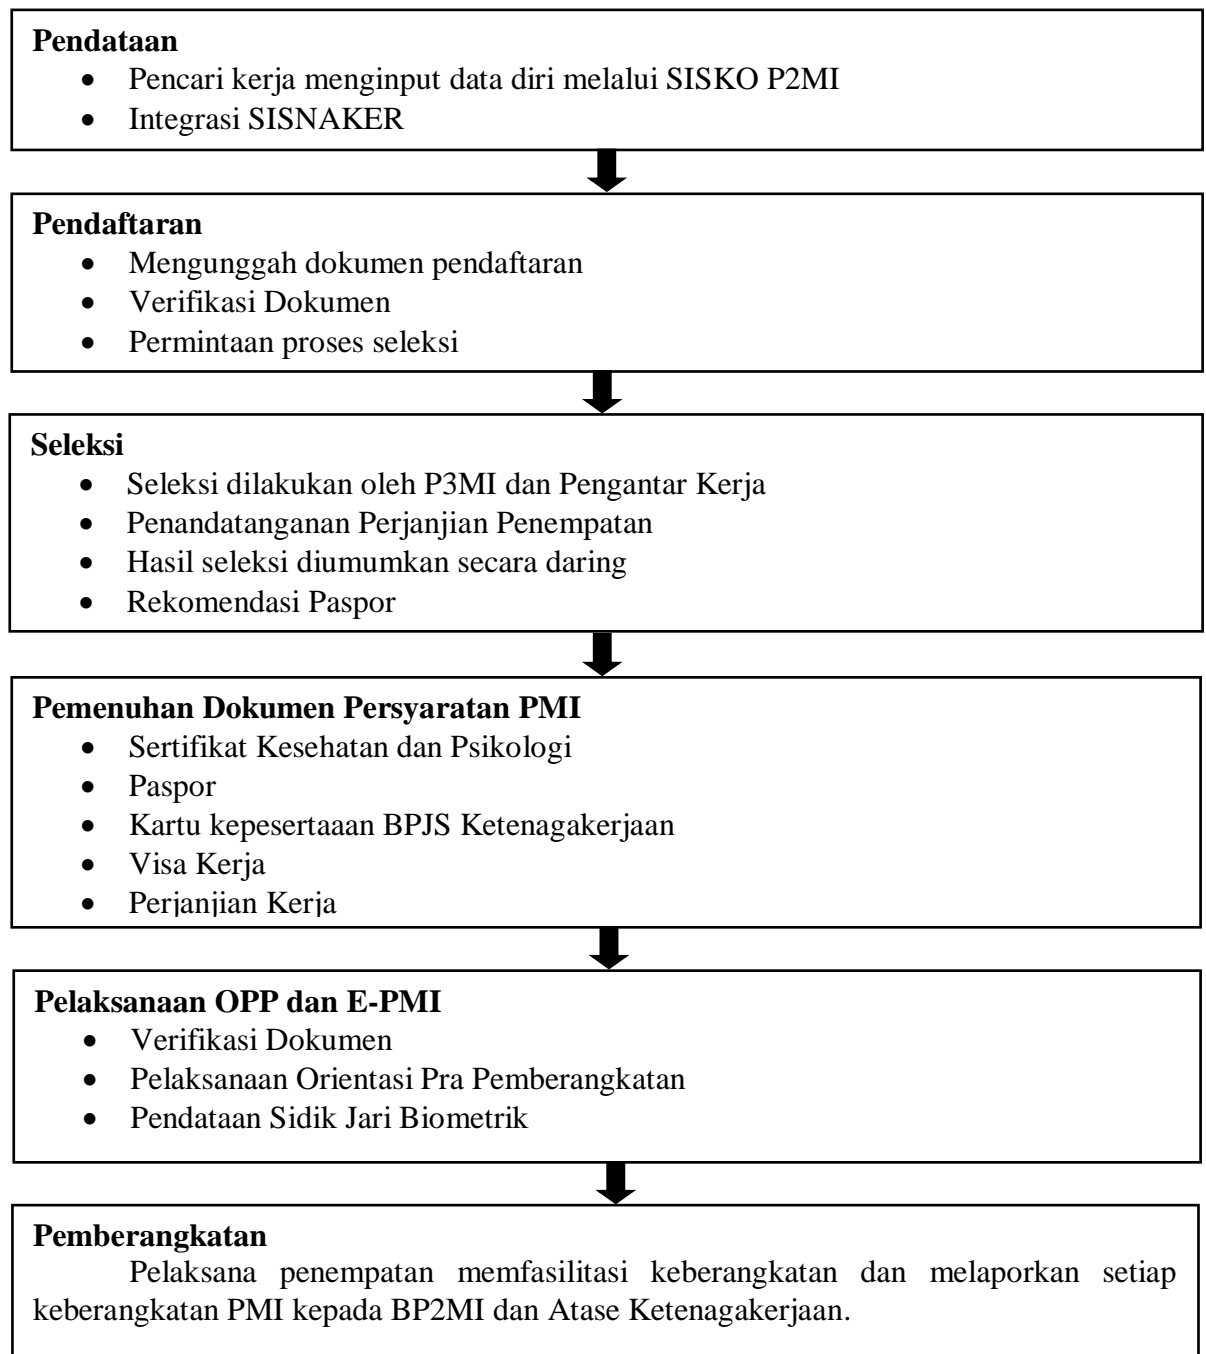 Pendataan
• Pencari kerja menginput data diri melalui SISKO P2MI
• Integrasi SISNAKER
Pendaftaran
• Mengunggah dokumen pendaftaran
• Verifikasi Dokumen
• Permintaan proses seleksi
Seleksi
• Seleksi dilakukan oleh P3MI dan Pengantar Kerja
• Penandatanganan Perjanjian Penempatan
• Hasil seleksi diumumkan secara daring
• Rekomendasi Paspor
Pemenuhan Dokumen Persyaratan PMI
• Sertifikat Kesehatan dan Psikologi
• Paspor
• Kartu kepesertaaan BPJS Ketenagakerjaan
• Visa Kerja
• Perjanjian Kerja
Pelaksanaan OPP dan E-PMI
• Verifikasi Dokumen
• Pelaksanaan Orientasi Pra Pemberangkatan
• Pendataan Sidik Jari Biometrik
Pemberangkatan
Pelaksana penempatan memfasilitasi keberangkatan dan melaporkan setiap
keberangkatan PMI kepada BP2MI dan Atase Ketenagakerjaan.